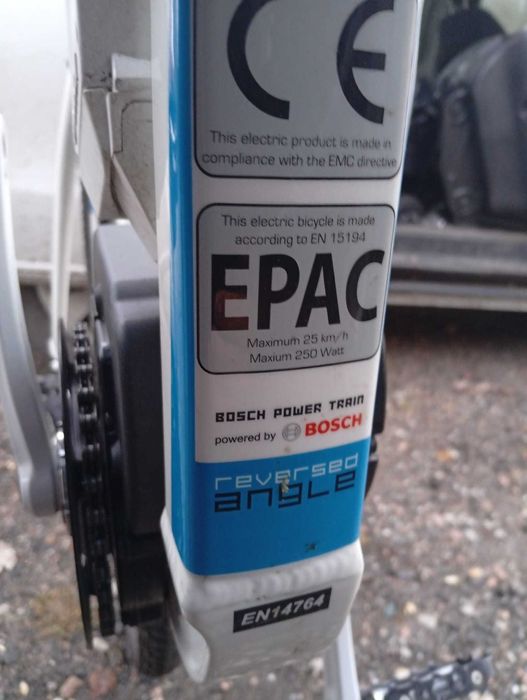 CE
This electric product is made in
compliance with the EMC directive
This electric bicycle is made
according to EN 15194
EPAC
Maximum 25 km/h
Maxium 250 Watt
BOSCH POWER TRAIN
powered by BOSCH
reversed
angle
EN14764